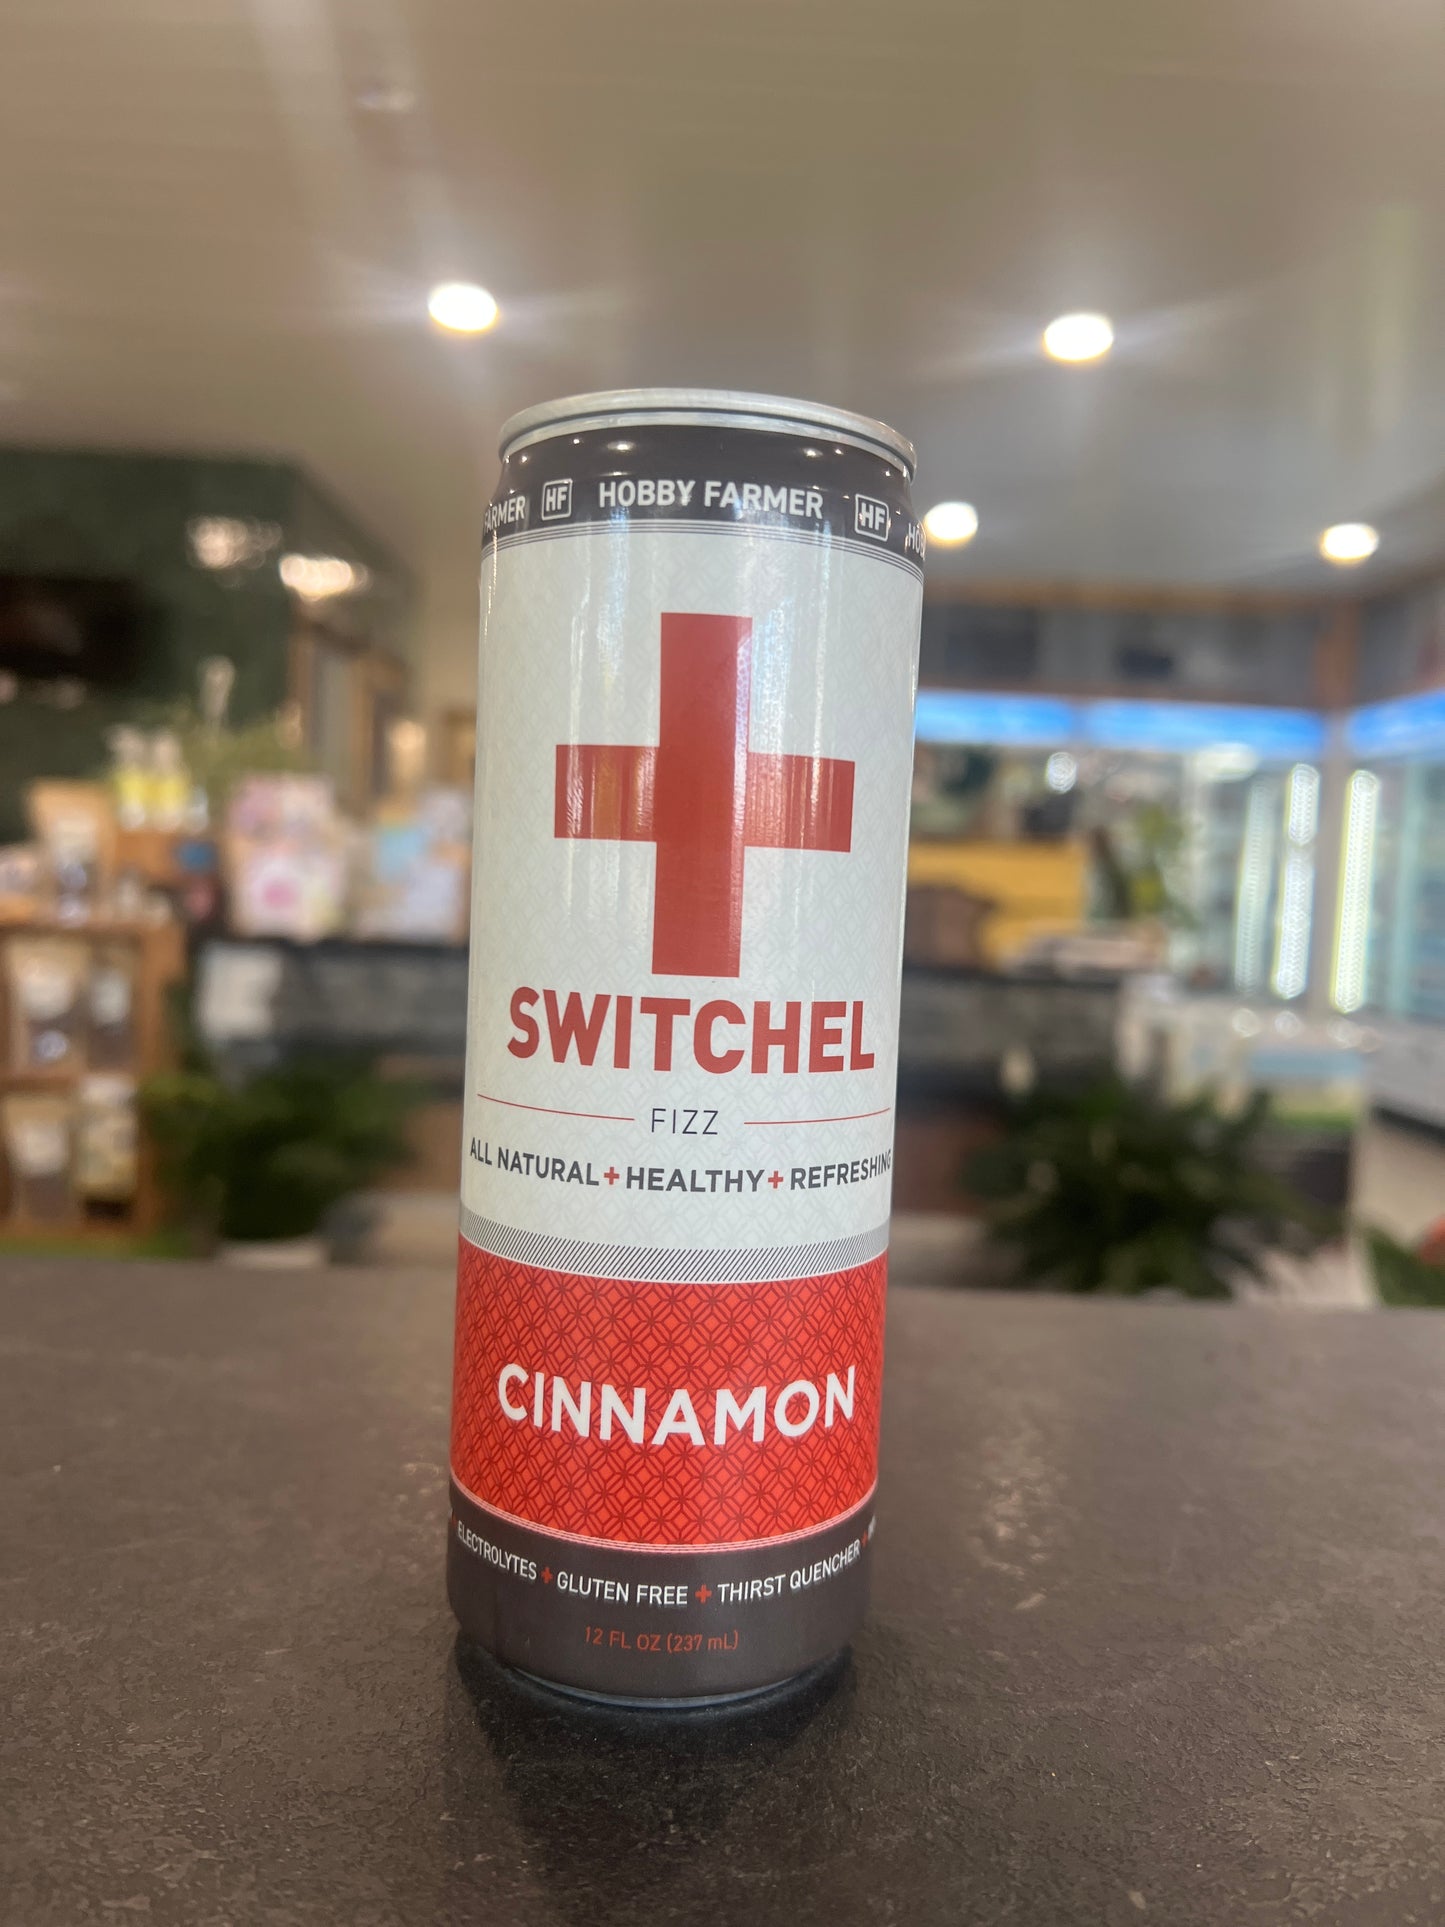 FARMER HF HOBBY FARMER HF HO
SWITCHEL
FIZZ
ALL NATURAL+HEALTHY+REFRESHING
CINNAMON
ELECTROLYTES + GLUTEN FREE + THIRST QUENCHER +
12 FL OZ (237 mL)